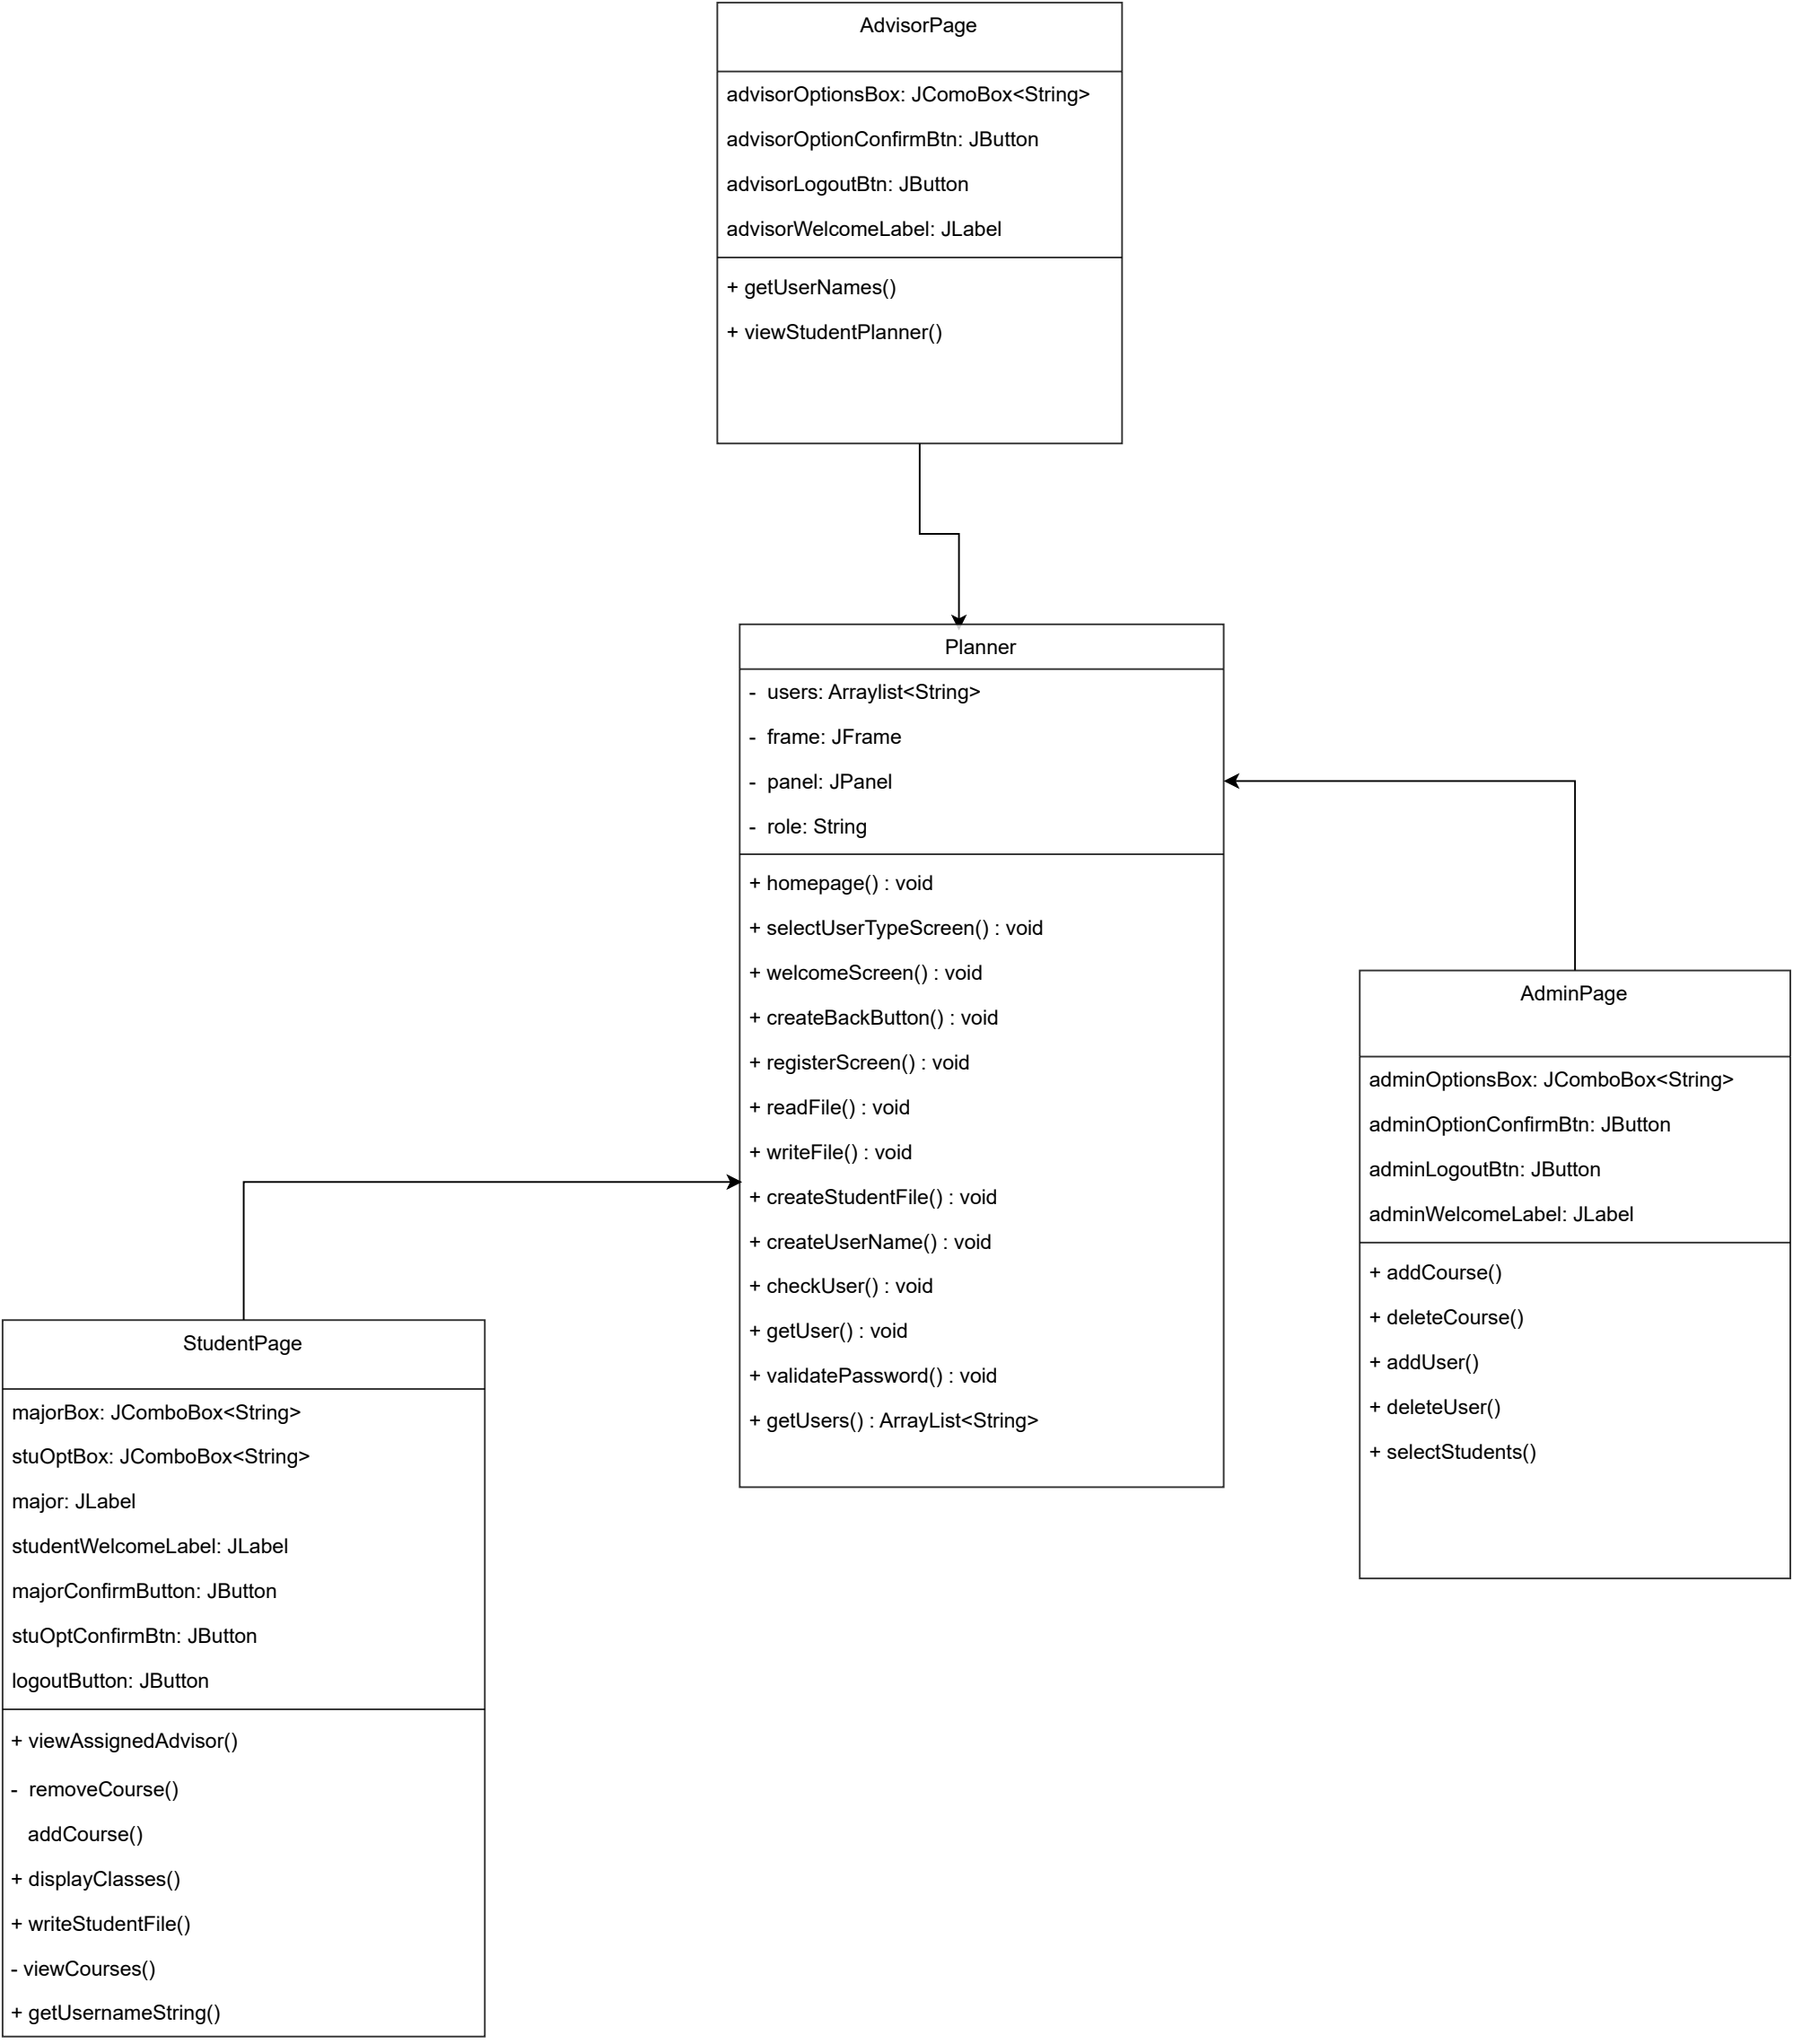 AdvisorPage
advisorOptionsBox: JComoBox<String>
advisorOptionConfirmBtn: JButton
advisorLogoutBtn: JButton
advisorWelcomeLabel: JLabel
+ getUserNames()
+ viewStudentPlanner()
Planner
- users: Arraylist<String>
- frame: JFrame
- panel: JPanel
- role: String
+ homepage() : void
+ selectUserTypeScreen() : void
+ welcomeScreen() : void
+ createBackButton() : void
+ registerScreen() : void
+ readFile() : void
+ writeFile() : void
+ createStudentFile() : void
+ createUserName() : void
+ checkUser() : void
+ getUser() : void
+ validatePassword() : void
+ getUsers() : ArrayList<String>
AdminPage
adminOptionsBox: JComboBox<String>
adminOptionConfirmBtn: JButton
adminLogoutBtn: JButton
adminWelcomeLabel: JLabel
+ addCourse()
+ deleteCourse()
+ addUser()
+ deleteUser()
+ selectStudents()
StudentPage
majorBox: JComboBox<String>
stuOptBox: JComboBox<String>
major: JLabel
studentWelcomeLabel: JLabel
majorConfirmButton: JButton
stuOptConfirmBtn: JButton
logoutButton: JButton
+ viewAssignedAdvisor()
- removeCourse()
addCourse()
+ displayClasses()
+ writeStudentFile()
- viewCourses()
+ getUsernameString()